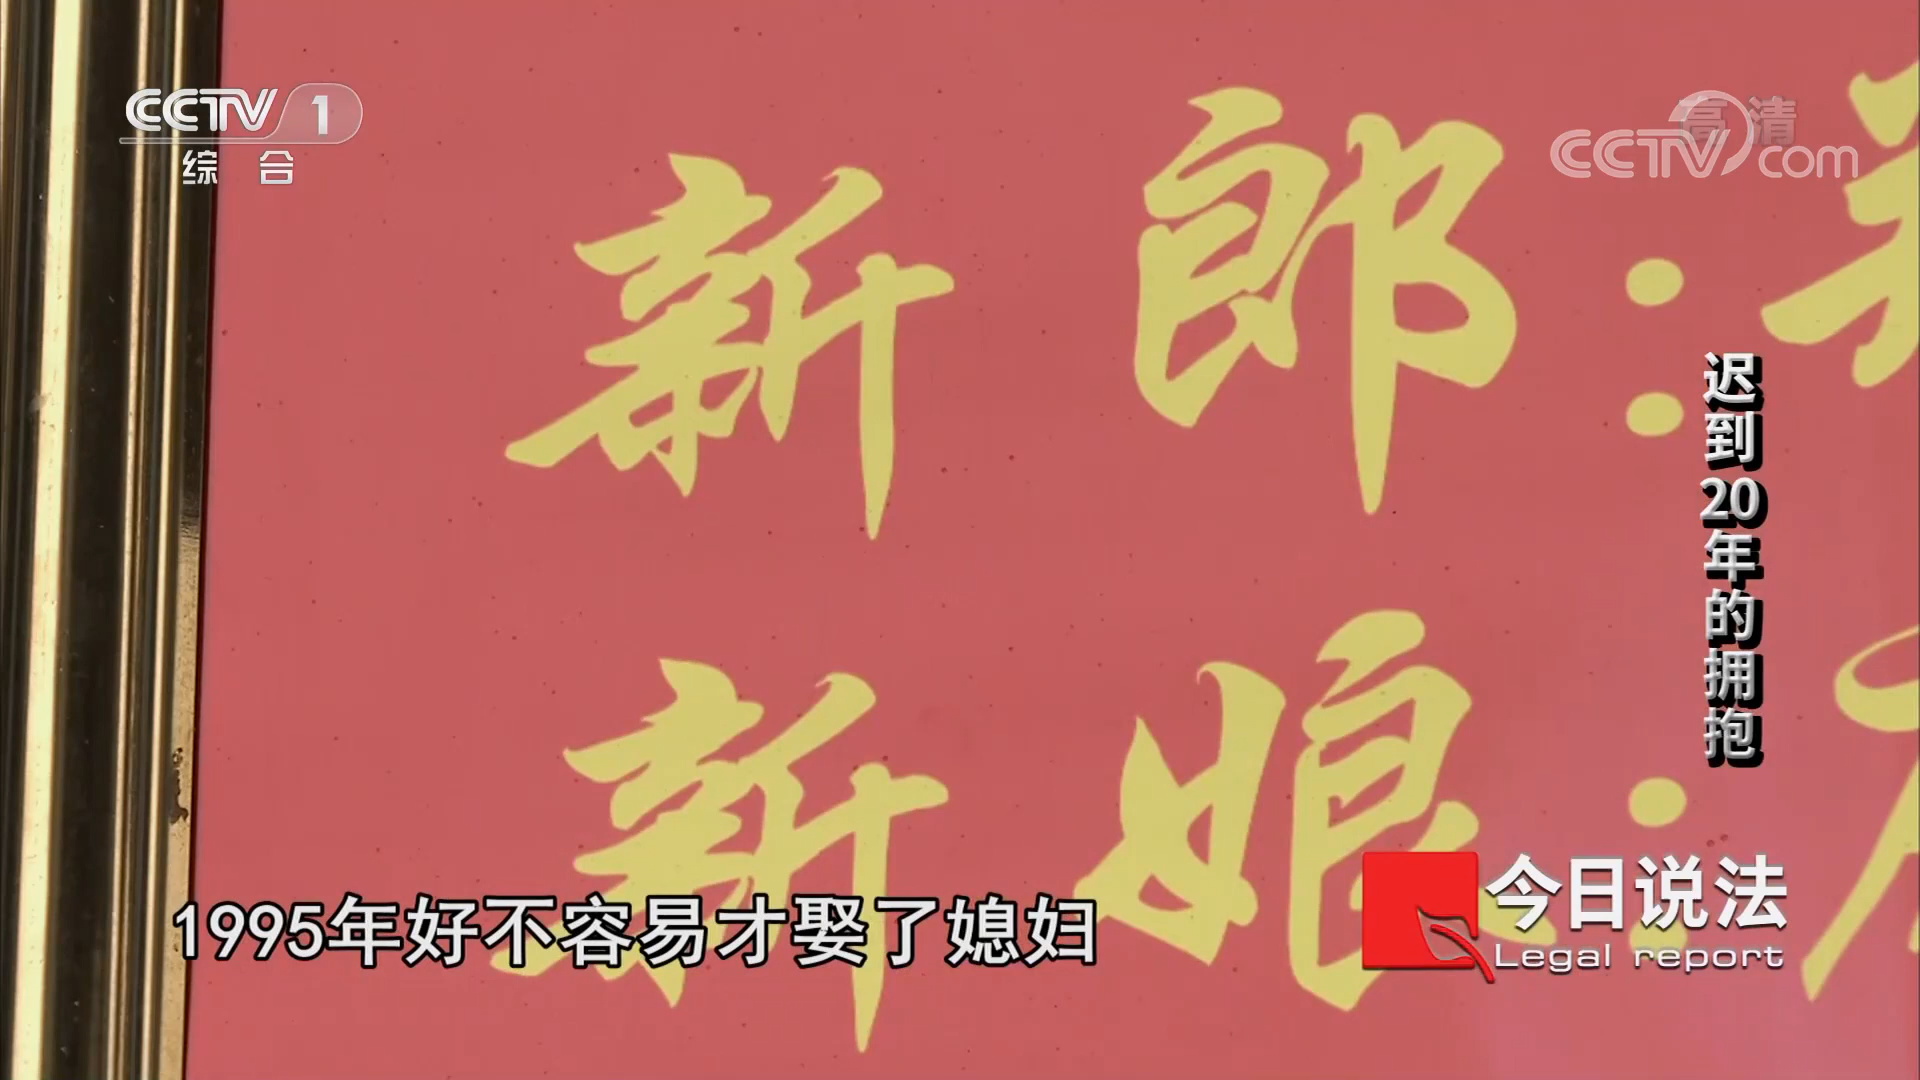 CCTV 1
综合
高清
CCTV.com
新郎:
新娘:
迟到20年的拥抱
1995年好不容易才娶了媳妇
今日说法
Legal report